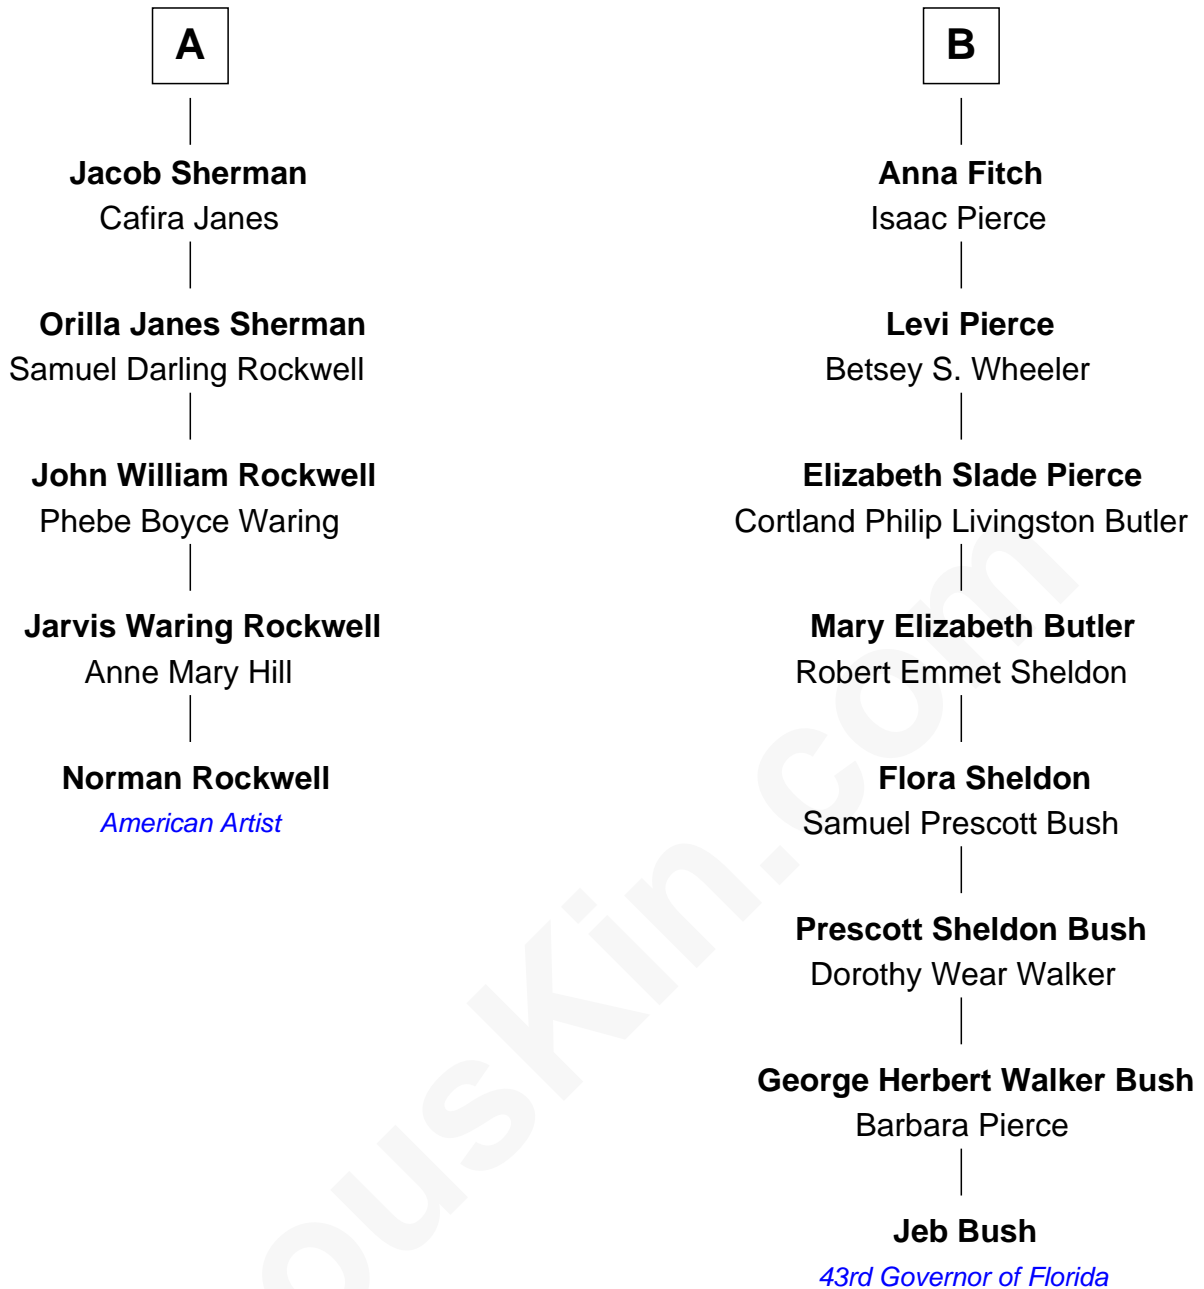 A
Jacob Sherman
Cafira Janes
Orilla Janes Sherman
Samuel Darling Rockwell
John William Rockwell
Phebe Boyce Waring
Jarvis Waring Rockwell
Anne Mary Hill
Norman Rockwell
American Artist
B
Anna Fitch
Isaac Pierce
Levi Pierce
Betsey S. Wheeler
Elizabeth Slade Pierce
Cortland Philip Livingston Butler
Mary Elizabeth Butler
Robert Emmet Sheldon
Flora Sheldon
Samuel Prescott Bush
Prescott Sheldon Bush
Dorothy Wear Walker
George Herbert Walker Bush
Barbara Pierce
Jeb Bush
43rd Governor of Florida
ousKin.com